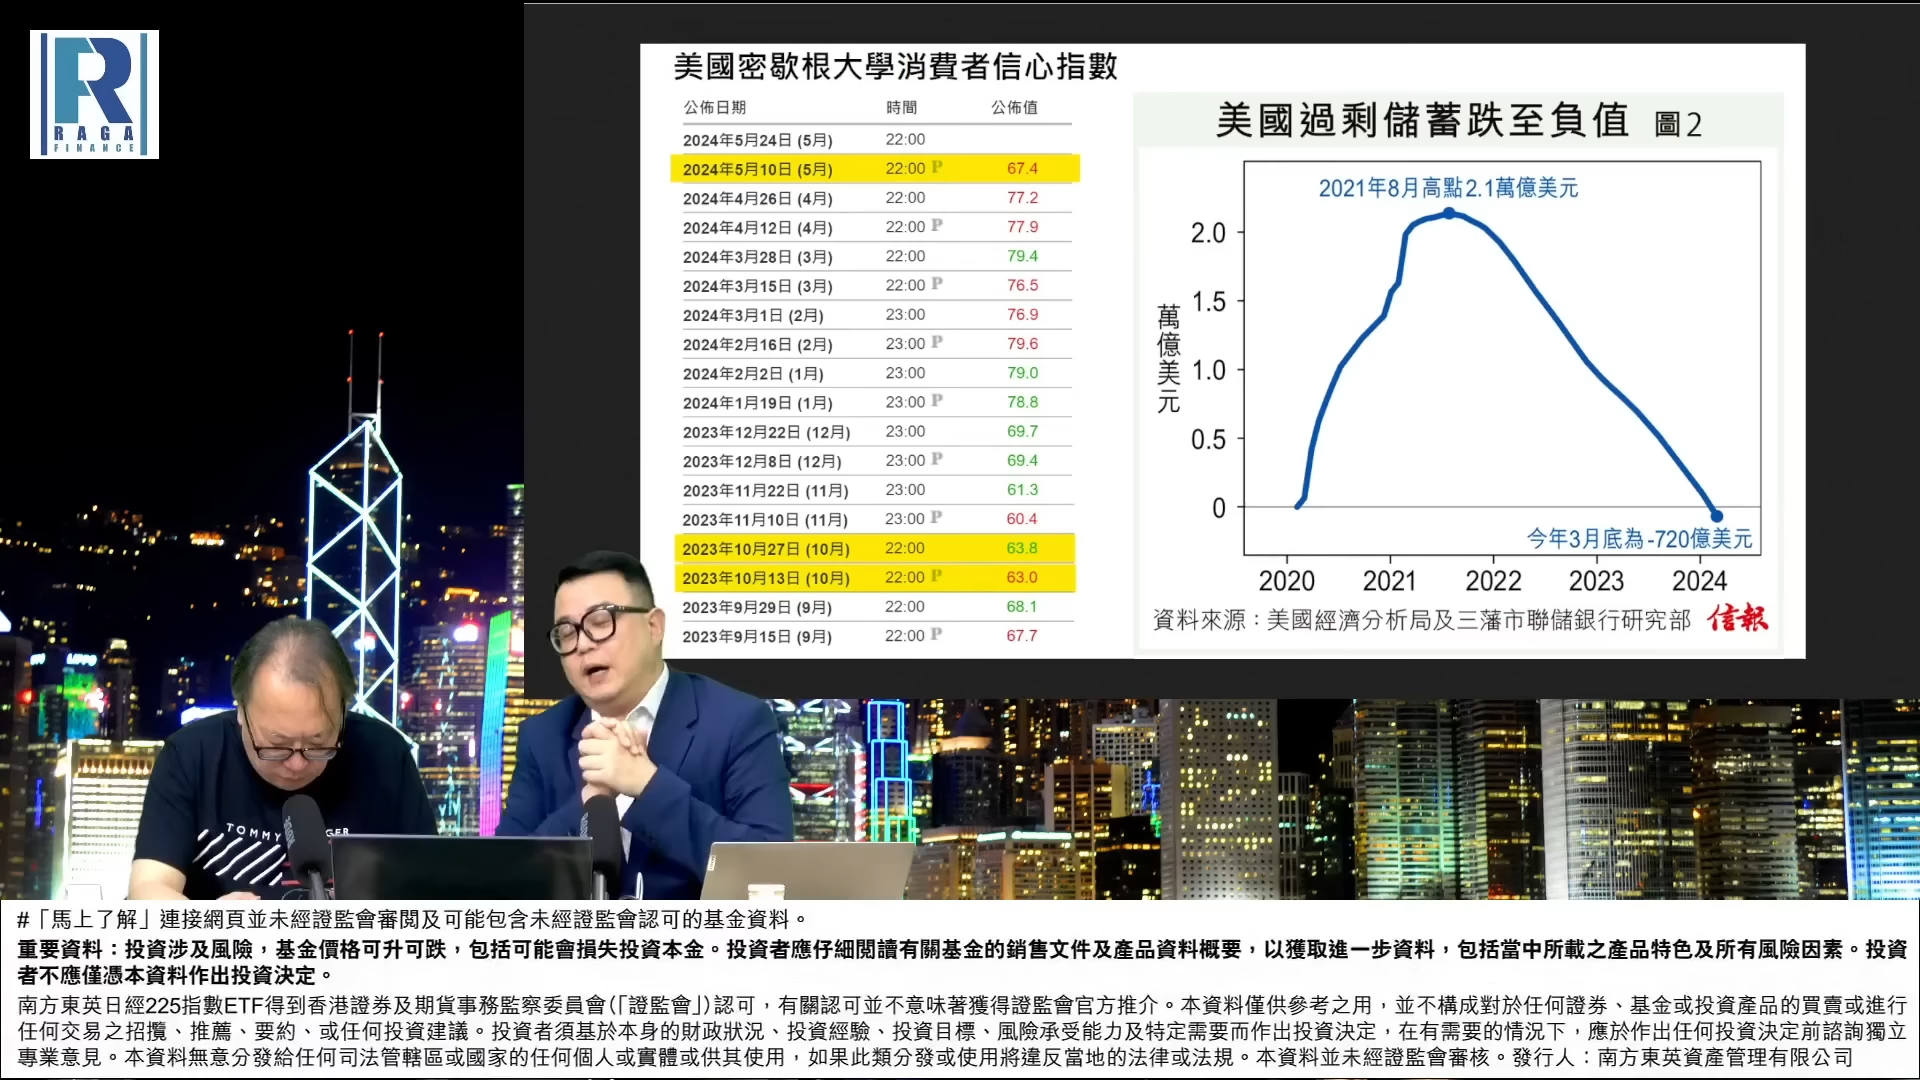 RAGA
FINANCE
美國密歇根大學消費者信心指數
公佈日期 時間 公佈值
2024年5月24日 (5月) 22:00
2024年5月10日 (5月) 22:00 P 67.4
2024年4月26日 (4月) 22:00 77.2
2024年4月12日 (4月) 22:00 P 77.9
2024年3月28日 (3月) 22:00 79.4
2024年3月15日 (3月) 22:00 P 76.5
2024年3月1日 (2月) 23:00 76.9
2024年2月16日 (2月) 23:00 P 79.6
2024年2月2日 (1月) 23:00 79.0
2024年1月19日 (1月) 23:00 P 78.8
2023年12月22日 (12月) 23:00 69.7
2023年12月8日 (12月) 23:00 P 69.4
2023年11月22日 (11月) 23:00 61.3
2023年11月10日 (11月) 23:00 P 60.4
2023年10月27日 (10月) 22:00 63.8
2023年10月13日 (10月) 22:00 P 63.0
2023年9月29日 (9月) 22:00 68.1
2023年9月15日 (9月) 22:00 P 67.7
美國過剩儲蓄跌至負值 圖2
2021年8月高點2.1萬億美元
萬億美元
2.0
1.5
1.0
0.5
0
今年3月底為-720億美元
2020 2021 2022 2023 2024
資料來源：美國經濟分析局及三藩市聯儲銀行研究部 信報
TOMMY
#「馬上了解」連接網頁並未經證監會審閱及可能包含未經證監會認可的基金資料。
重要資料：投資涉及風險，基金價格可升可跌，包括可能會損失投資本金。投資者應仔細閱讀有關基金的銷售文件及產品資料概要，以獲取進一步資料，包括當中所載之產品特色及所有風險因素。投資
者不應僅憑本資料作出投資決定。
南方東英日經225指數ETF得到香港證券及期貨事務監察委員會(「證監會」)認可，有關認可並不意味著獲得證監會官方推介。本資料僅供參考之用，並不構成對於任何證券、基金或投資產品的買賣或進行
任何交易之招攬、推薦、要約、或任何投資建議。投資者須基於本身的財政狀況、投資經驗、投資目標、風險承受能力及特定需要而作出投資決定，在有需要的情況下，應於作出任何投資決定前諮詢獨立
專業意見。本資料無意分發給任何司法管轄區或國家的任何個人或實體或供其使用，如果此類分發或使用將違反當地的法律或法規。本資料並未經證監會審核。發行人：南方東英資產管理有限公司